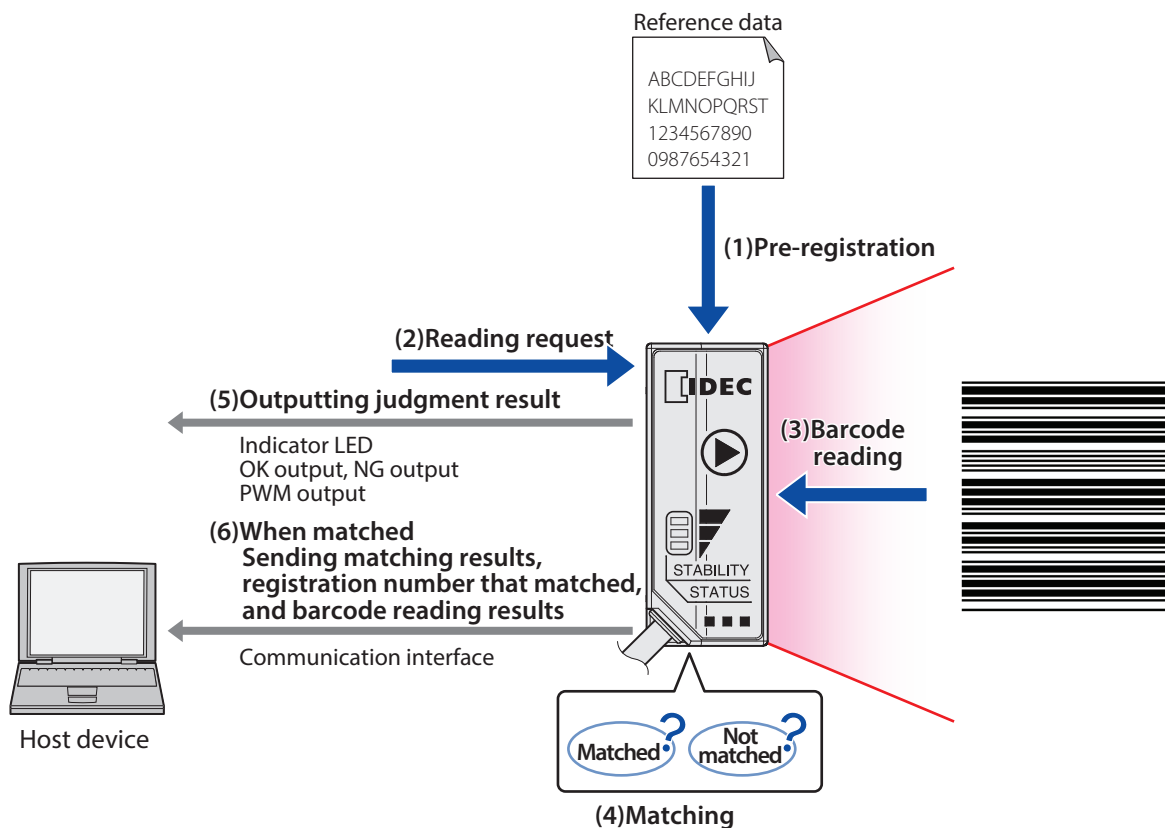 Reference data
ABCDEFGHIJ
KLMNOPQRST
1234567890
0987654321
(1)Pre-registration
(2)Reading request
(5)Outputting judgment result
Indicator LED
OK output, NG output
PWM output
(6)When matched
Sending matching results,
registration number that matched,
and barcode reading results
Communication interface
Host device
IDEC
STABILITY
STATUS
(3)Barcode
reading
Matched?
Not
matched?
(4)Matching